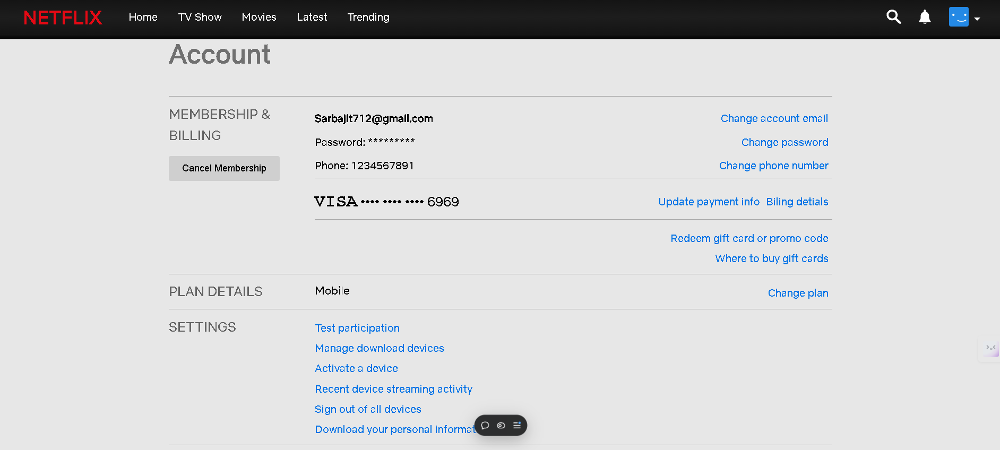 NETFLIX Home TV Show Movies Latest Trending
Account
MEMBERSHIP &
BILLING
Cancel Membership
Sarbajit712@gmail.com Change account email
Password: ********* Change password
Phone: 1234567891 Change phone number
VISA •••• •••• •••• 6969 Update payment info Biling detials
Redeem gift card or promo code
Where to buy gift cards
PLAN DETAILS Mobile Change plan
SETTINGS Test participation
Manage download devices
Activate a device
Recent device streaming activity
Sign out of all devices
Download your personal informat